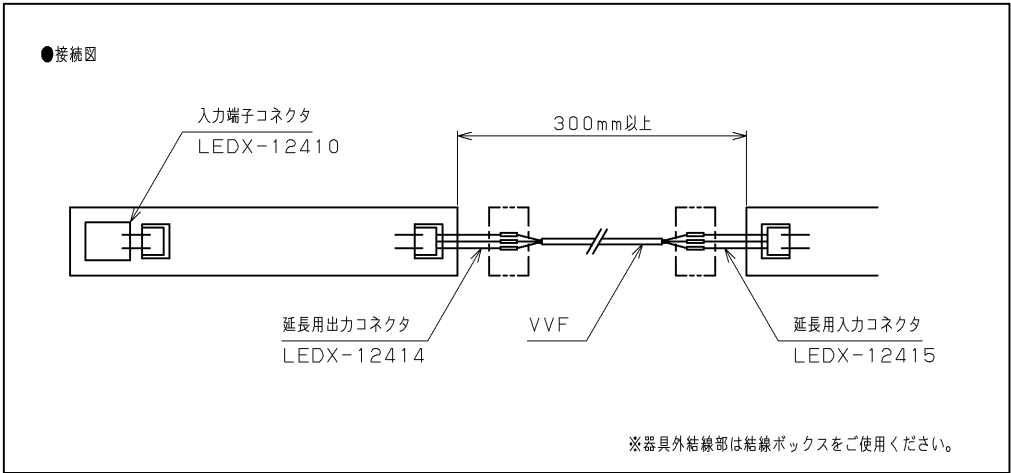 ●接続図
入力端子コネクタ
LEDX-12410
300mm以上
延長用出力コネクタ
LEDX-12414
VVF
延長用入力コネクタ
LEDX-12415
※器具外結線部は結線ボックスをご使用ください。